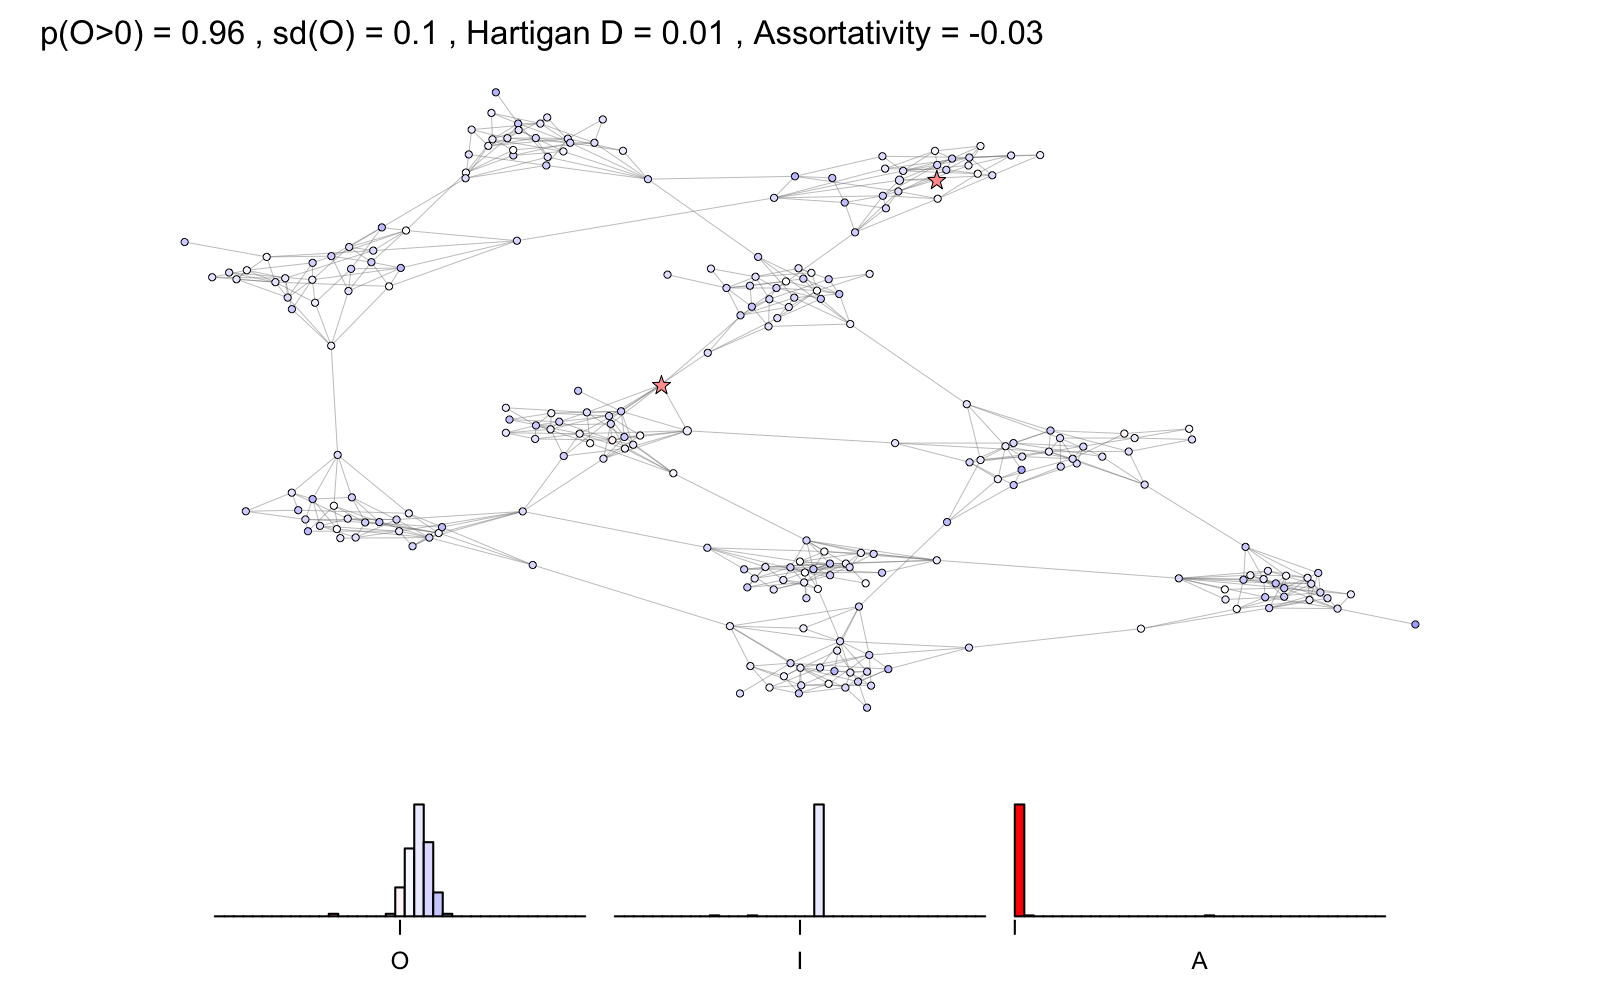 p(O>0) = 0.96 , sd(O) = 0.1 , Hartigan D = 0.01 , Assortativity = -0.03
O
I
A